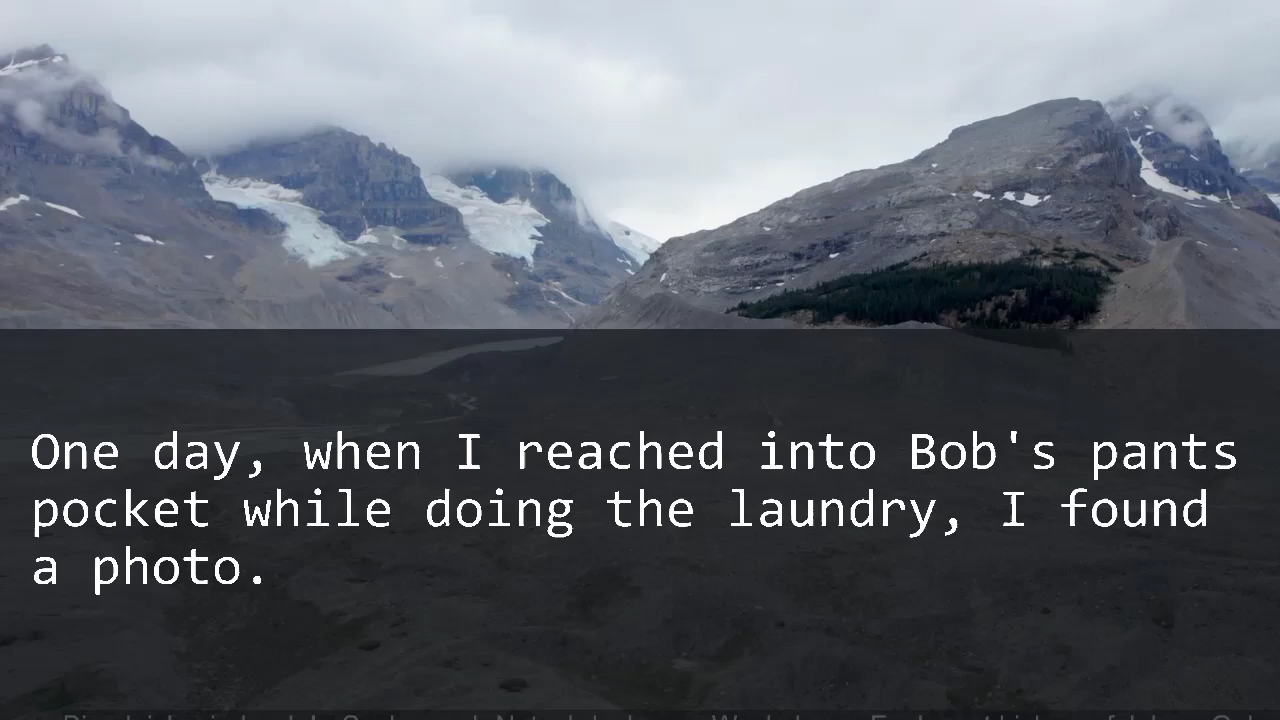 One day, when I reached into Bob's pants
pocket while doing the laundry, I found
a photo.